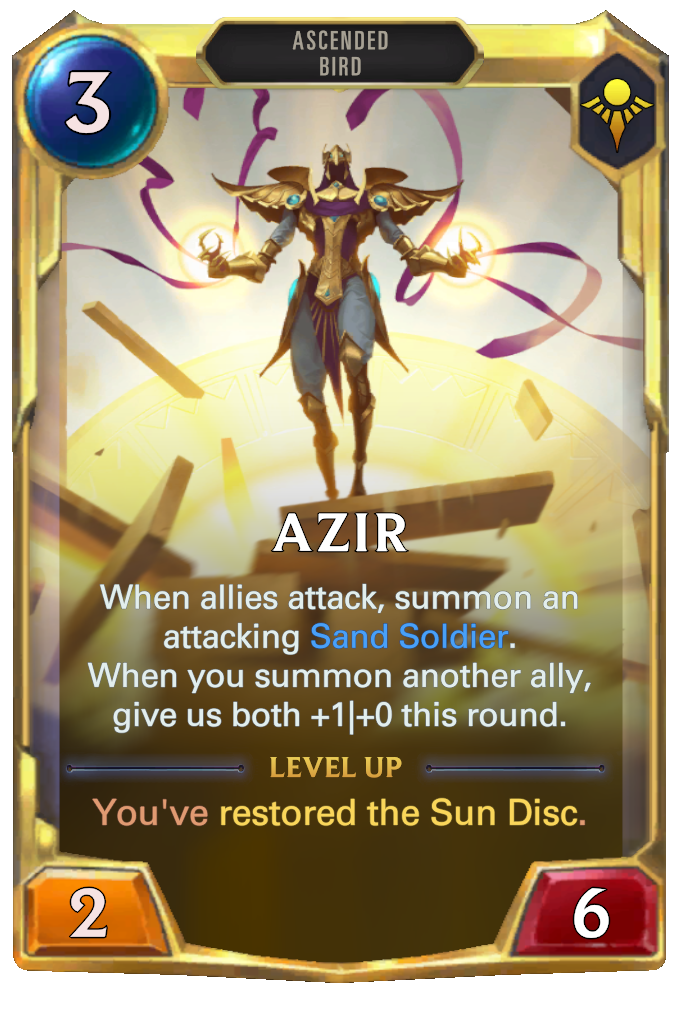 ASCENDED
BIRD
3
AZIR
When allies attack, summon an
attacking Sand Soldier.
When you summon another ally,
give us both +1|+0 this round.
LEVEL UP
You've restored the Sun Disc.
2
6